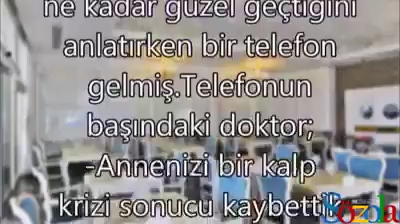 ne kadar güzel geçtiğini
anlatırken bir telefon
gelmiş.Telefonun
başındaki doktor;
-Annenizi bir kalp
krizi sonucu kaybettik